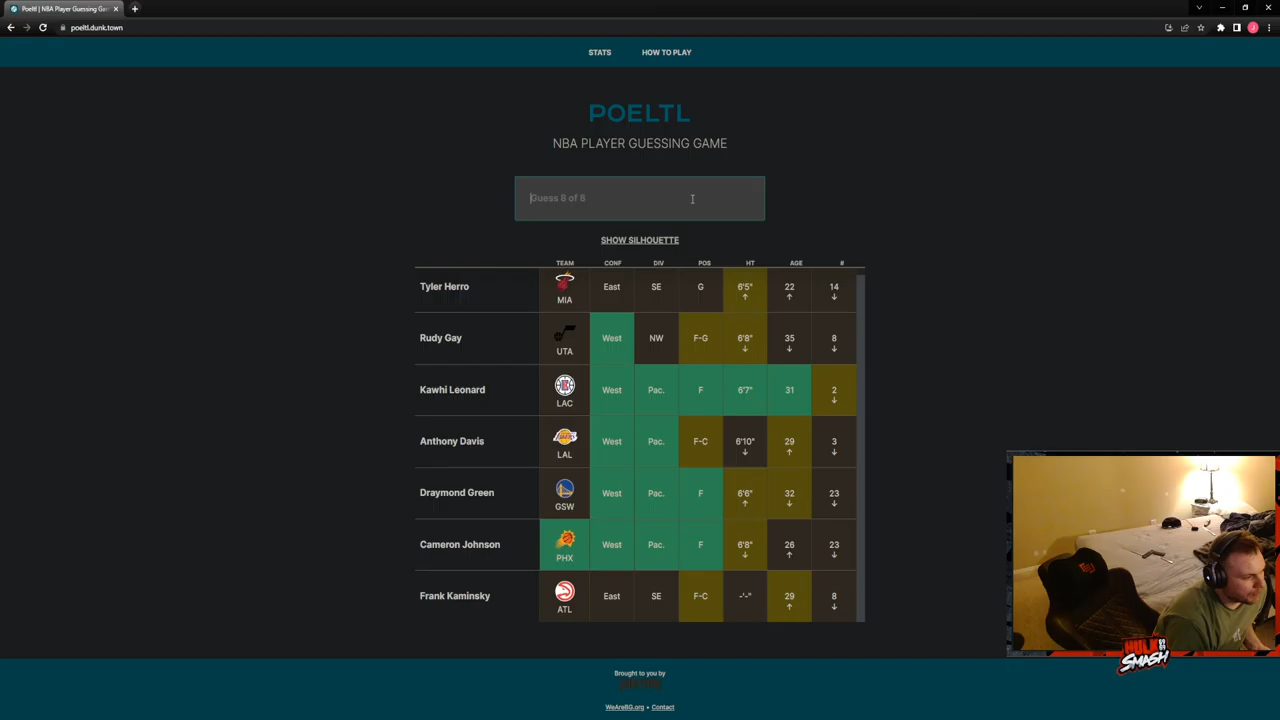 Poeltl | NBA Player Guessing Gam
poeltl.dunk.town
STATS
HOW TO PLAY
POELTL
NBA PLAYER GUESSING GAME
Guess 8 of 8
SHOW SILHOUETTE
TEAM CONF DIV POS HT AGE #
Tyler Herro MIA East SE G 6'5" ↑ 22 ↑ 14 ↓
Rudy Gay UTA West NW F-G 6'8" ↓ 35 ↓ 8 ↓
Kawhi Leonard LAC West Pac. F 6'7" 31 2 ↓
Anthony Davis LAL West Pac. F-C 6'10" ↓ 29 ↑ 3 ↓
Draymond Green GSW West Pac. F 6'6" ↑ 32 ↓ 23 ↓
Cameron Johnson PHX West Pac. F 6'8" ↓ 26 ↑ 23 ↓
Frank Kaminsky ATL East SE F-C -'-" 29 ↑ 8 ↓
Brought to you by
WeAreBG.org • Contact
HULK
SMASH